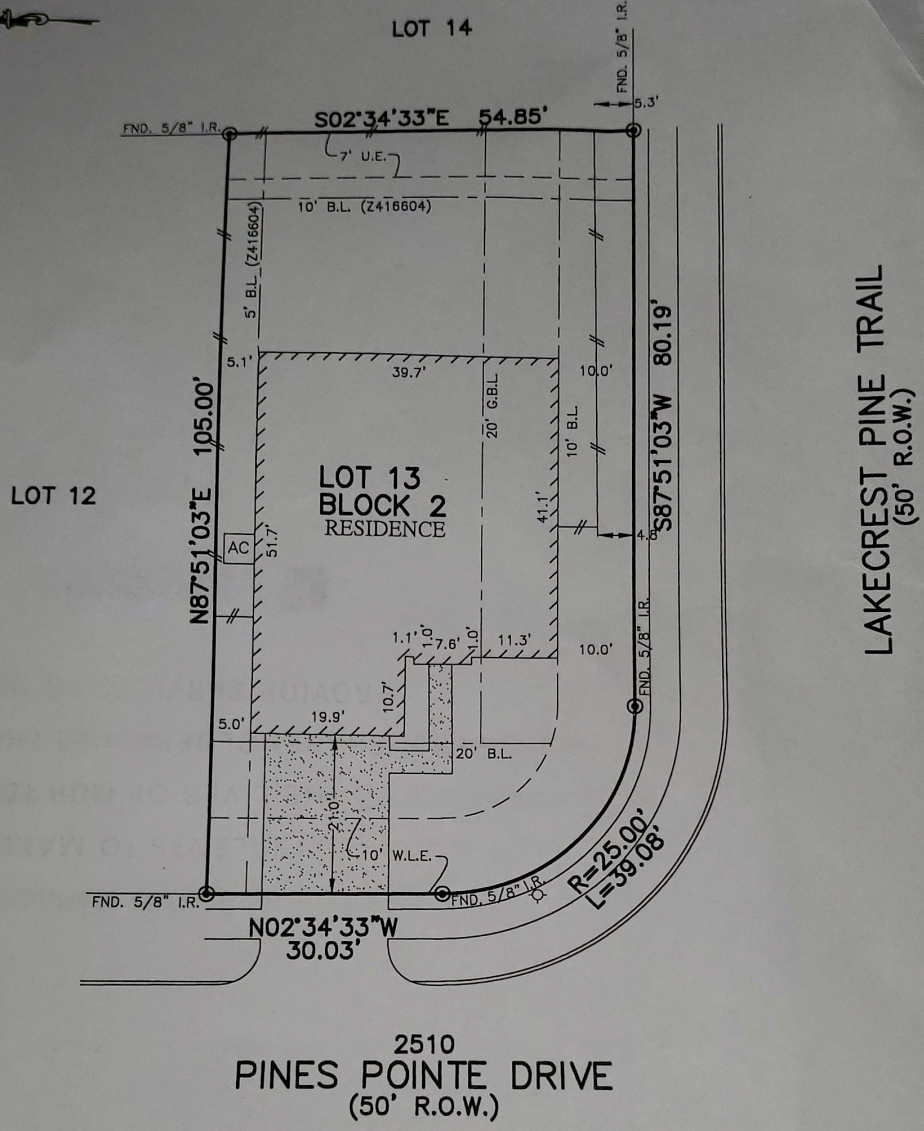 LOT 14
FND. 5/8" I.R.
5.3'
FND. 5/8" I.R.
S02°34'33"E 54.85'
7' U.E.
10' B.L. (Z416604)
5' B.L (Z416604)
LAKECREST PINE TRAIL
(50' R.O.W.)
S87°51'03"W 80.19'
5.1'
39.7'
10.0'
20' G.B.L.
10' B.L.
N87°51'03"E 105.00'
LOT 12
LOT 13
BLOCK 2
RESIDENCE
AC
51.7'
41.1'
4.8'
FND. 5/8" I.R.
1.1'
1.0'
7.6'
1.0'
11.3'
10.0'
10.7'
5.0'
19.9'
20' B.L.
21.0'
10' W.L.E.
FND. 5/8" I.R.
FND. 5/8" I.R.
R=25.00'
L=39.08'
N02°34'33"W
30.03'
2510
PINES POINTE DRIVE
(50' R.O.W.)